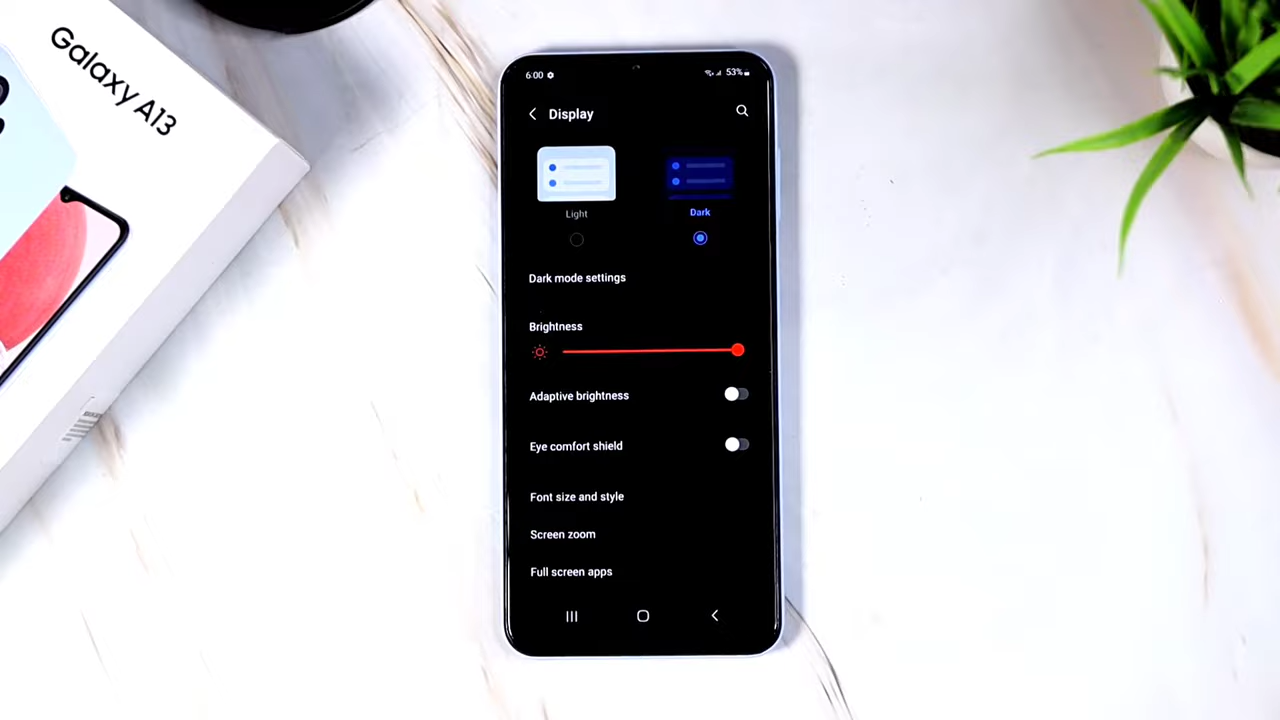 Galaxy A13
6:00
53%
Display
Light
Dark
Dark mode settings
Brightness
Adaptive brightness
Eye comfort shield
Font size and style
Screen zoom
Full screen apps